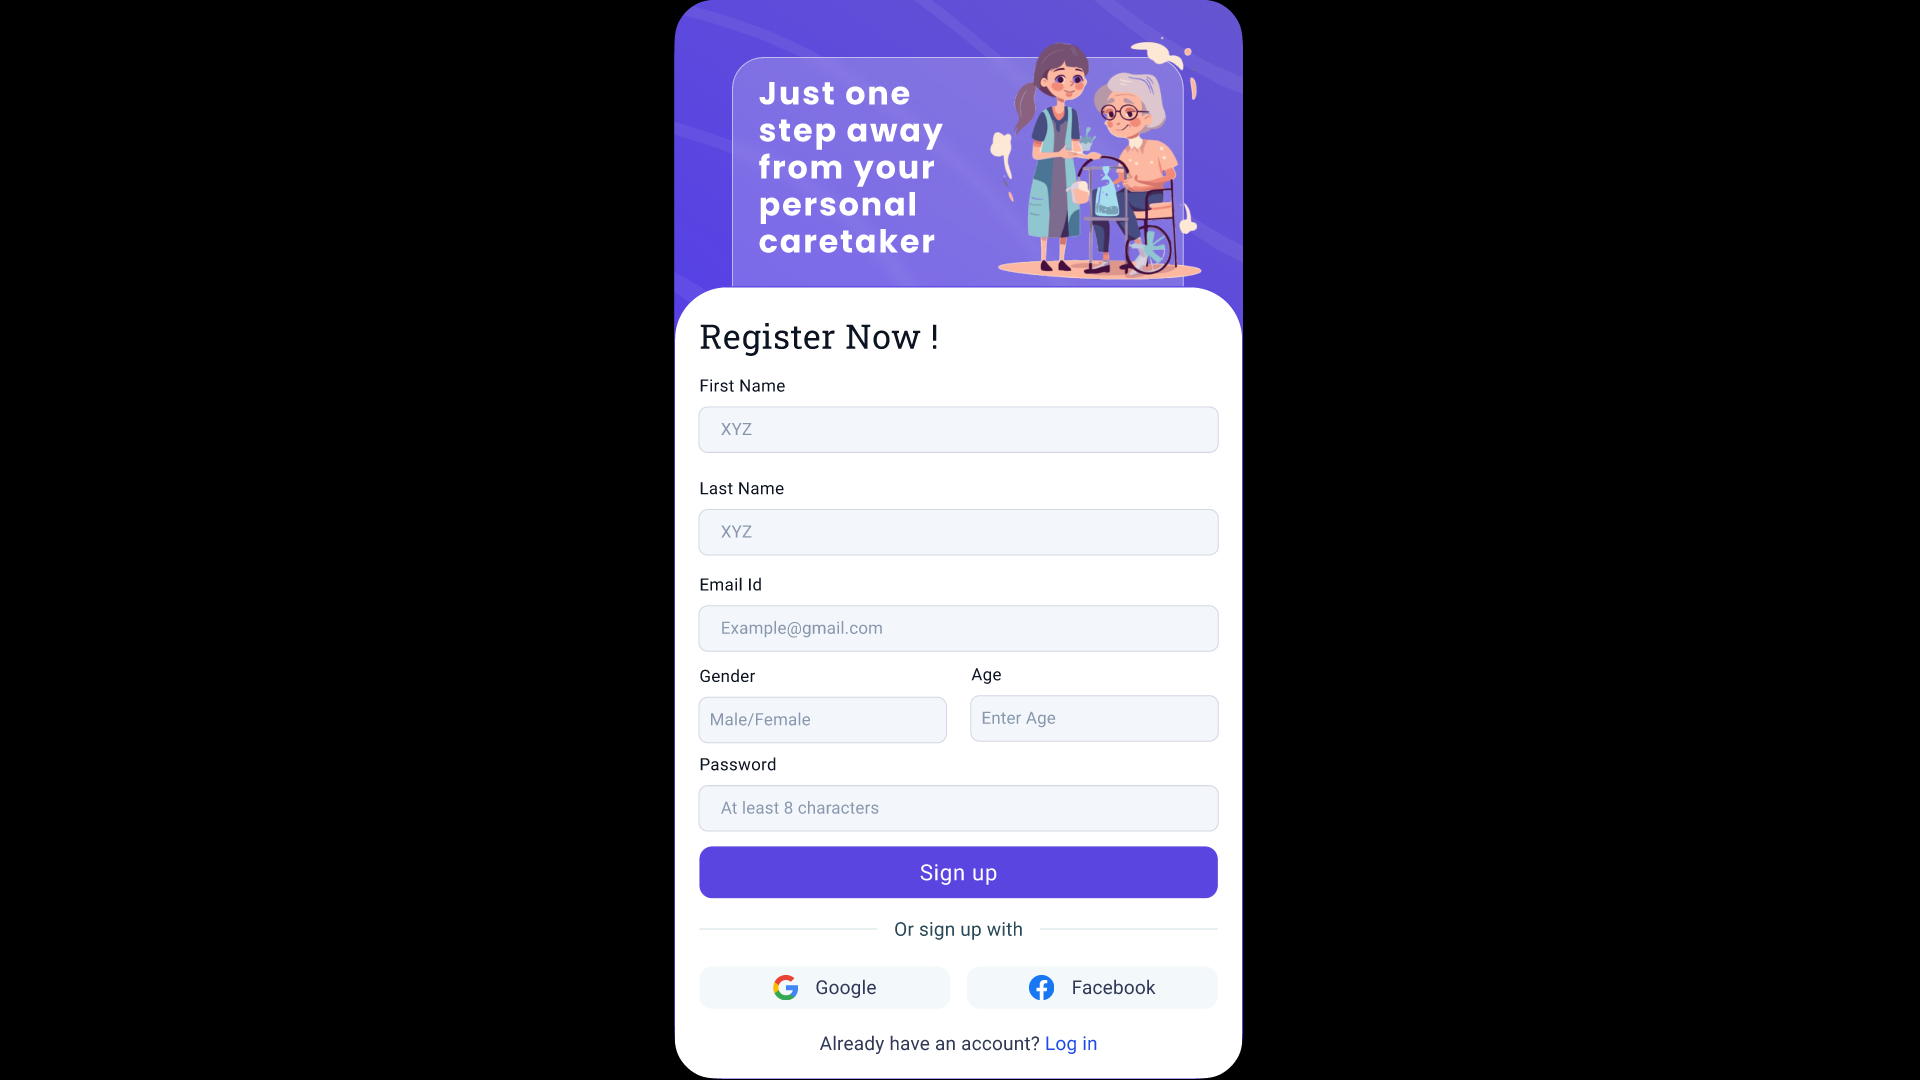 Just one
step away
from your
personal
caretaker
Register Now !
First Name
XYZ
Last Name
XYZ
Email Id
Example@gmail.com
Gender
Age
Male/Female
Enter Age
Password
At least 8 characters
Sign up
Or sign up with
Google
Facebook
Already have an account? Log in